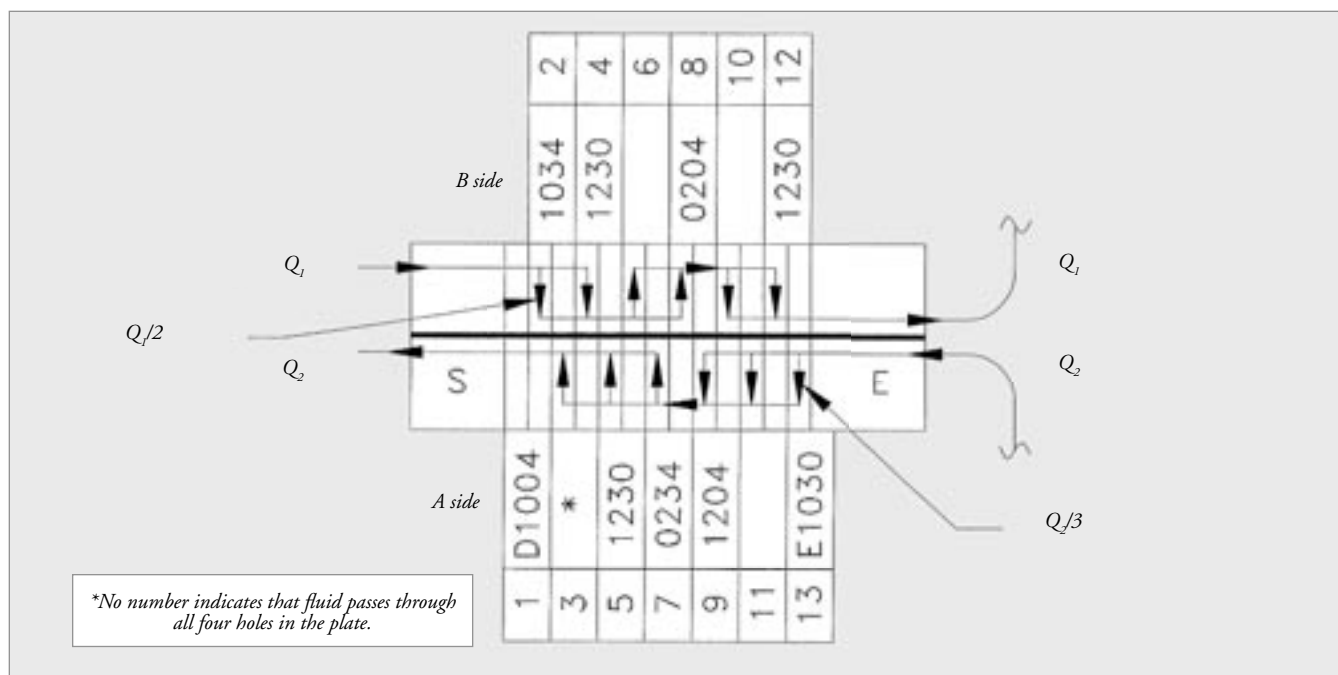 2
4
6
8
10
12
1034
1230
0204
1230
B side
Q1
Q1
Q1/2
Q2
Q2
S
E
Q2/3
A side
D1004
*
1230
0234
1204
E1030
1
3
5
7
9
11
13
*No number indicates that fluid passes through
all four holes in the plate.